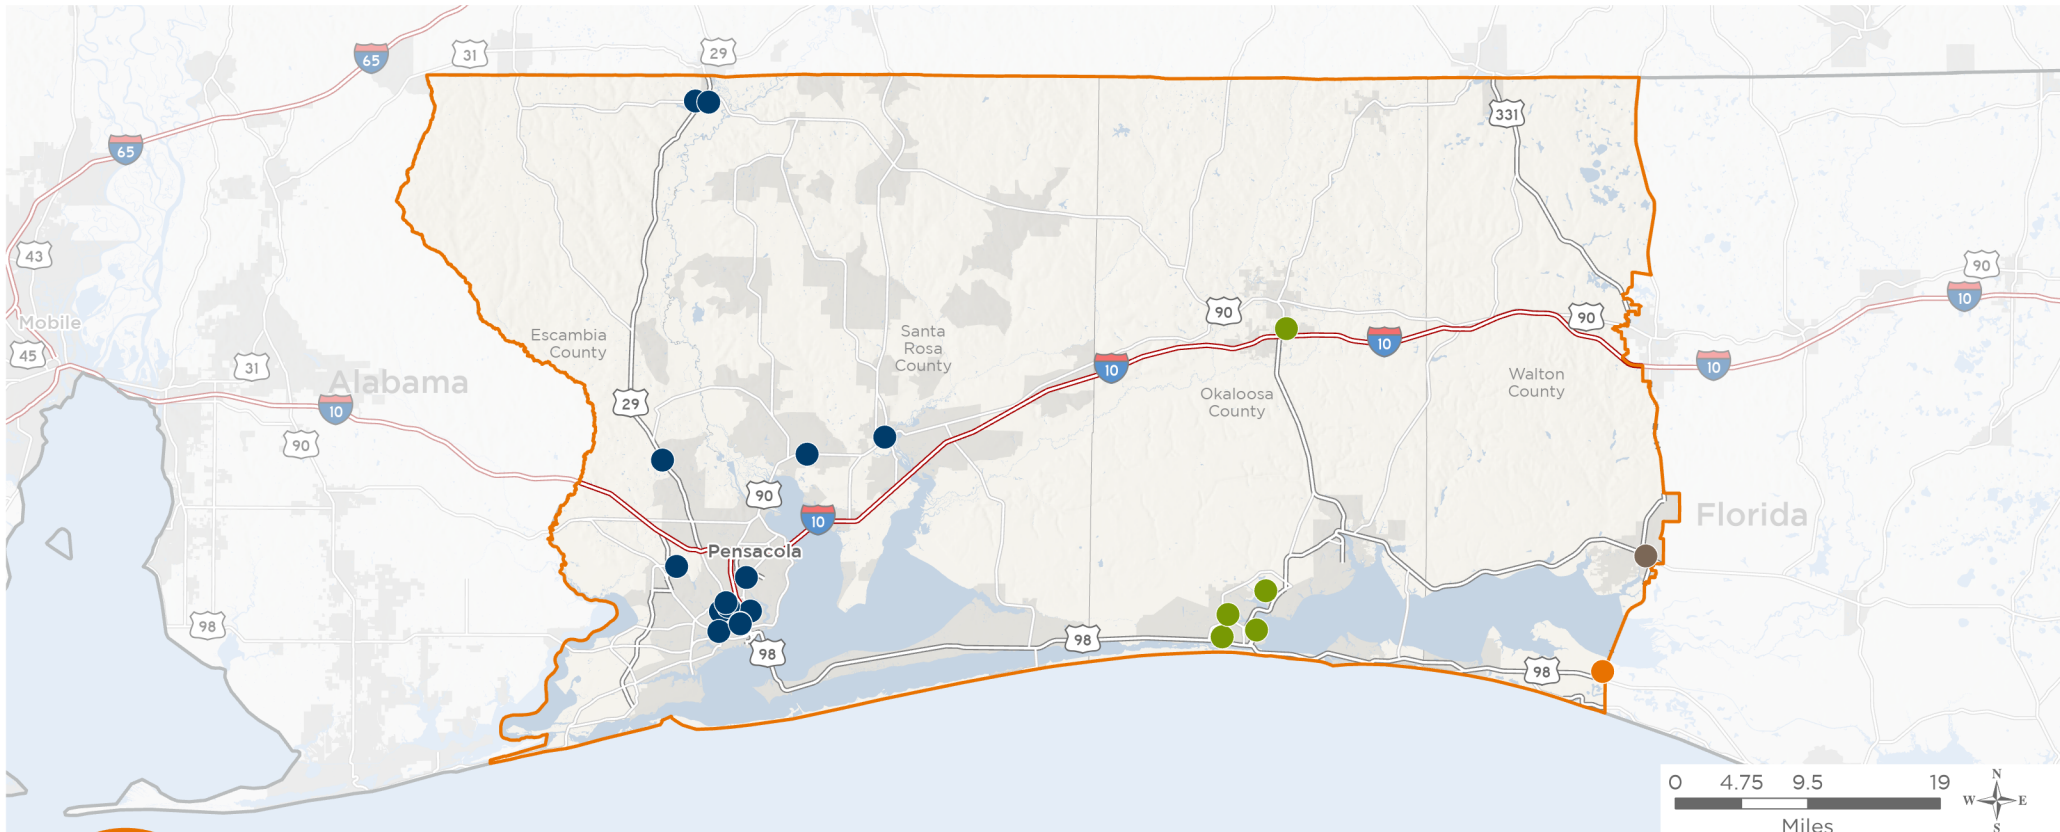 65
31
29
65
331
43
90
10
Mobile
45
31
Alabama
10
90
Escambia
County
29
Santa
Rosa
County
90
10
10
90
10
Okaloosa
County
Walton
County
90
10
Florida
Pensacola
98
98
98
98
0 4.75 9.5 19
Miles
N
W E
S